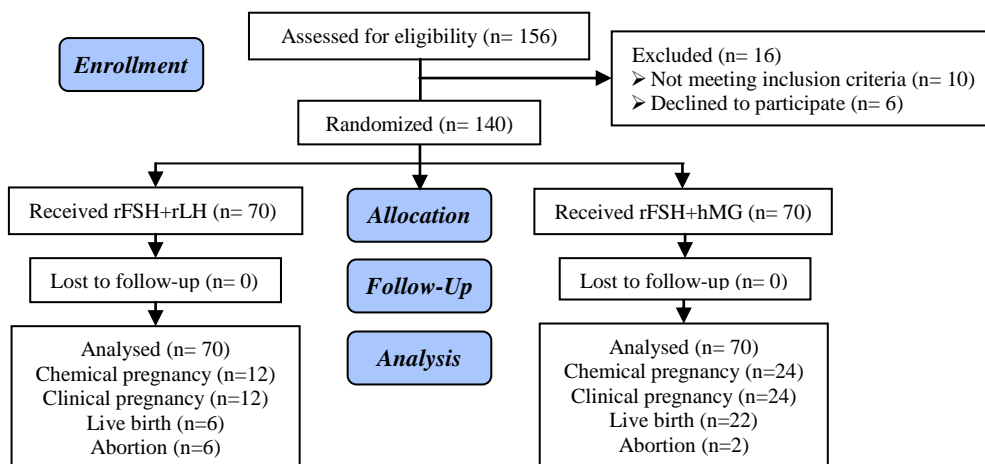 Assessed for eligibility (n= 156)
Enrollment
Excluded (n= 16)
➢ Not meeting inclusion criteria (n= 10)
➢ Declined to participate (n= 6)
Randomized (n= 140)
Received rFSH+rLH (n= 70)
Allocation
Received rFSH+hMG (n= 70)
Lost to follow-up (n= 0)
Follow-Up
Lost to follow-up (n= 0)
Analysis
Analysed (n= 70)
Chemical pregnancy (n=12)
Clinical pregnancy (n=12)
Live birth (n=6)
Abortion (n=6)
Analysed (n= 70)
Chemical pregnancy (n=24)
Clinical pregnancy (n=24)
Live birth (n=22)
Abortion (n=2)